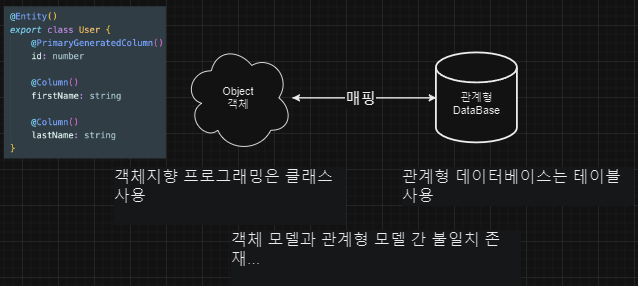 @Entity()
export class User {
@PrimaryGeneratedColumn()
id: number
@Column()
firstName: string
@Column()
lastName: string
}
Object
객체
매핑
관계형
DataBase
객체지향 프로그래밍은 클래스
사용
관계형 데이터베이스는 테이블
사용
객체 모델과 관계형 모델 간 불일치 존
재...